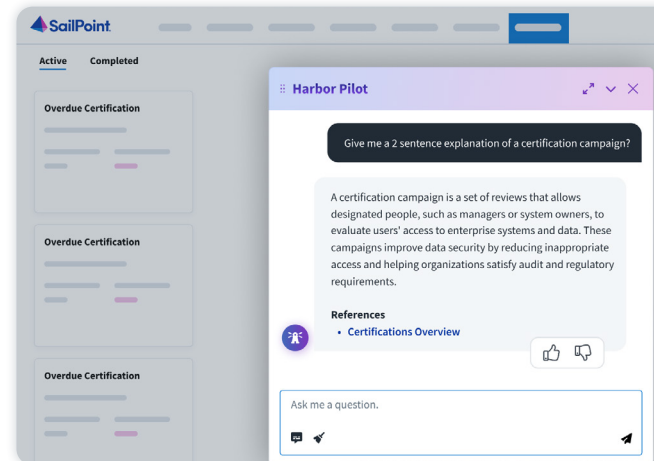 SailPoint.
Active Completed
Overdue Certification
Overdue Certification
Overdue Certification
Harbor Pilot
Give me a 2 sentence explanation of a certification campaign?
A certification campaign is a set of reviews that allows
designated people, such as managers or system owners, to
evaluate users' access to enterprise systems and data. These
campaigns improve data security by reducing inappropriate
access and helping organizations satisfy audit and regulatory
requirements.
References
• Certifications Overview
Ask me a question.